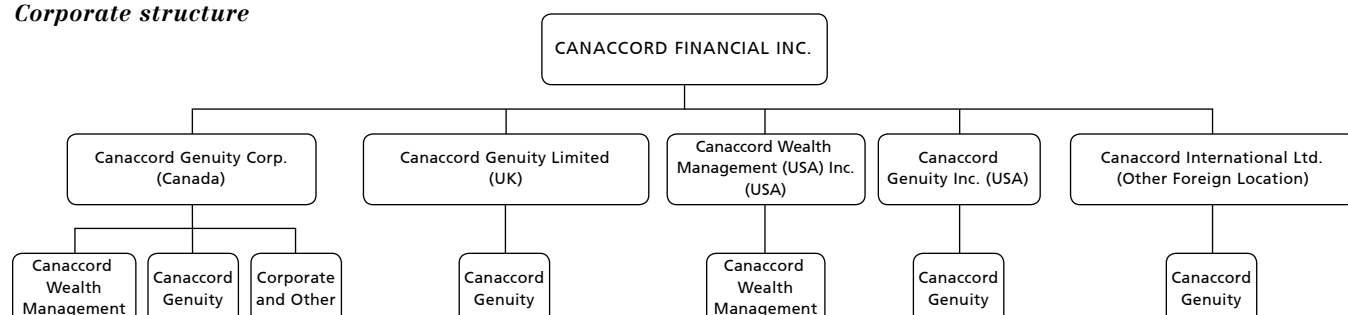 Corporate structure
CANACCORD FINANCIAL INC.
Canaccord Genuity Corp.
(Canada)
Canaccord Genuity Limited
(UK)
Canaccord Wealth
Management (USA) Inc.
(USA)
Canaccord
Genuity Inc. (USA)
Canaccord International Ltd.
(Other Foreign Location)
Canaccord
Wealth
Management
Canaccord
Genuity
Corporate
and Other
Canaccord
Genuity
Canaccord
Wealth
Management
Canaccord
Genuity
Canaccord
Genuity